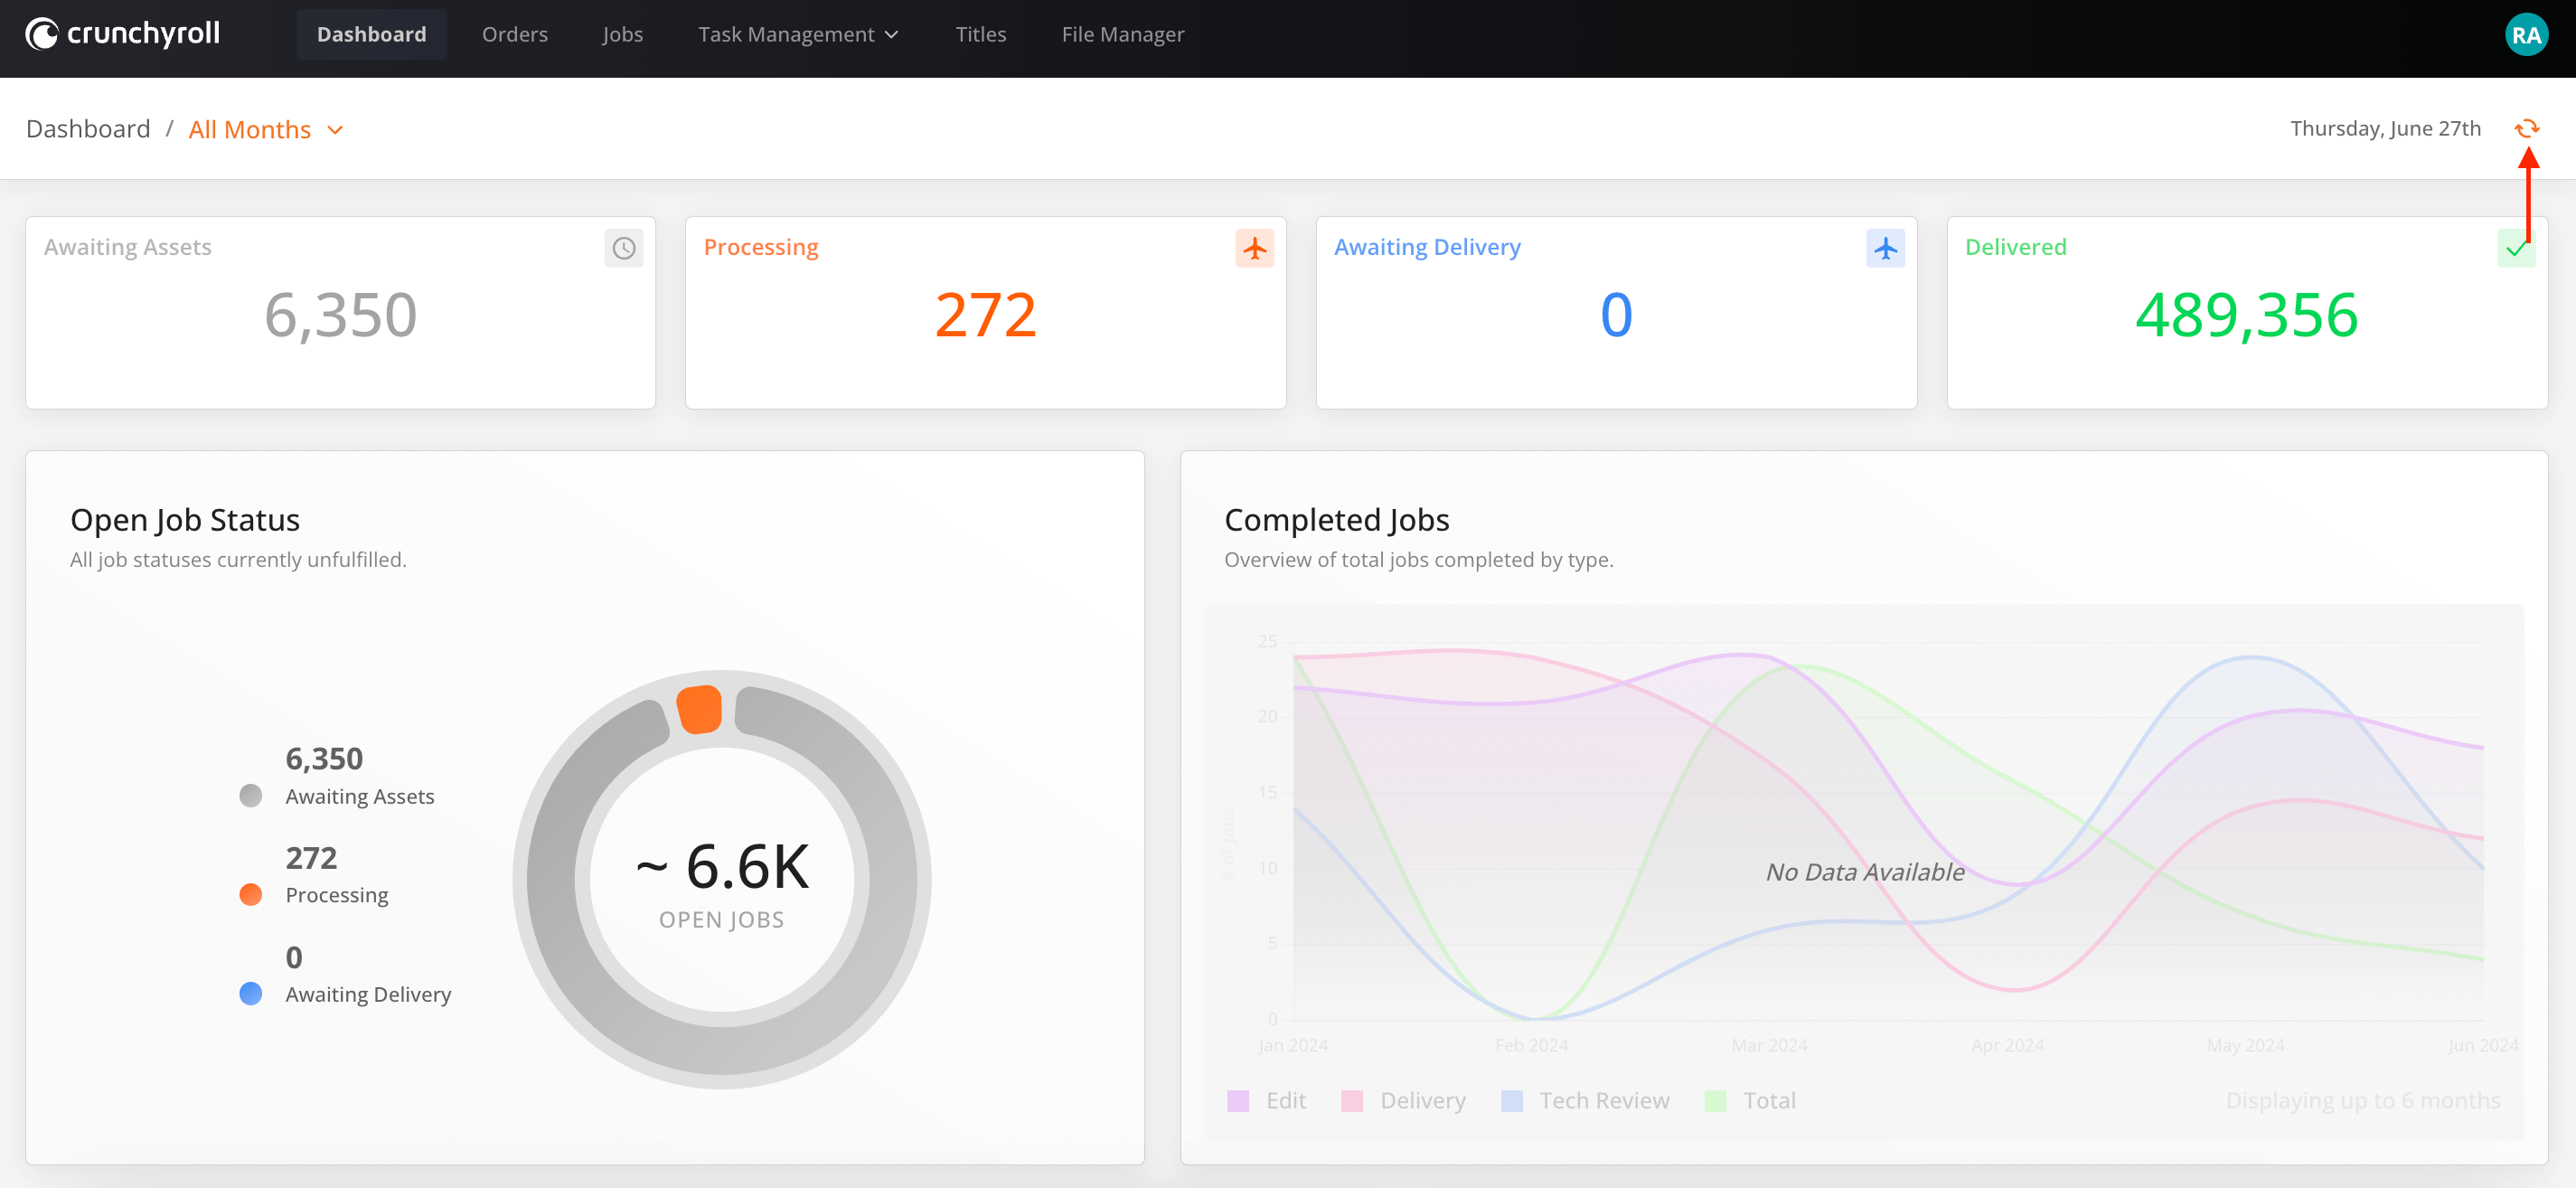 crunchyroll
Dashboard Orders Jobs Task Management Titles File Manager RA
Dashboard / All Months
Thursday, June 27th
Awaiting Assets
6,350
Processing
272
Awaiting Delivery
0
Delivered
489,356
Open Job Status
All job statuses currently unfulfilled.
6,350
Awaiting Assets
272
Processing
0
Awaiting Delivery
~ 6.6K
OPEN JOBS
Completed Jobs
Overview of total jobs completed by type.
25
20
15
10
5
0
# of Jobs
No Data Available
Jan 2024 Feb 2024 Mar 2024 Apr 2024 May 2024 Jun 2024
Edit Delivery Tech Review Total
Displaying up to 6 months